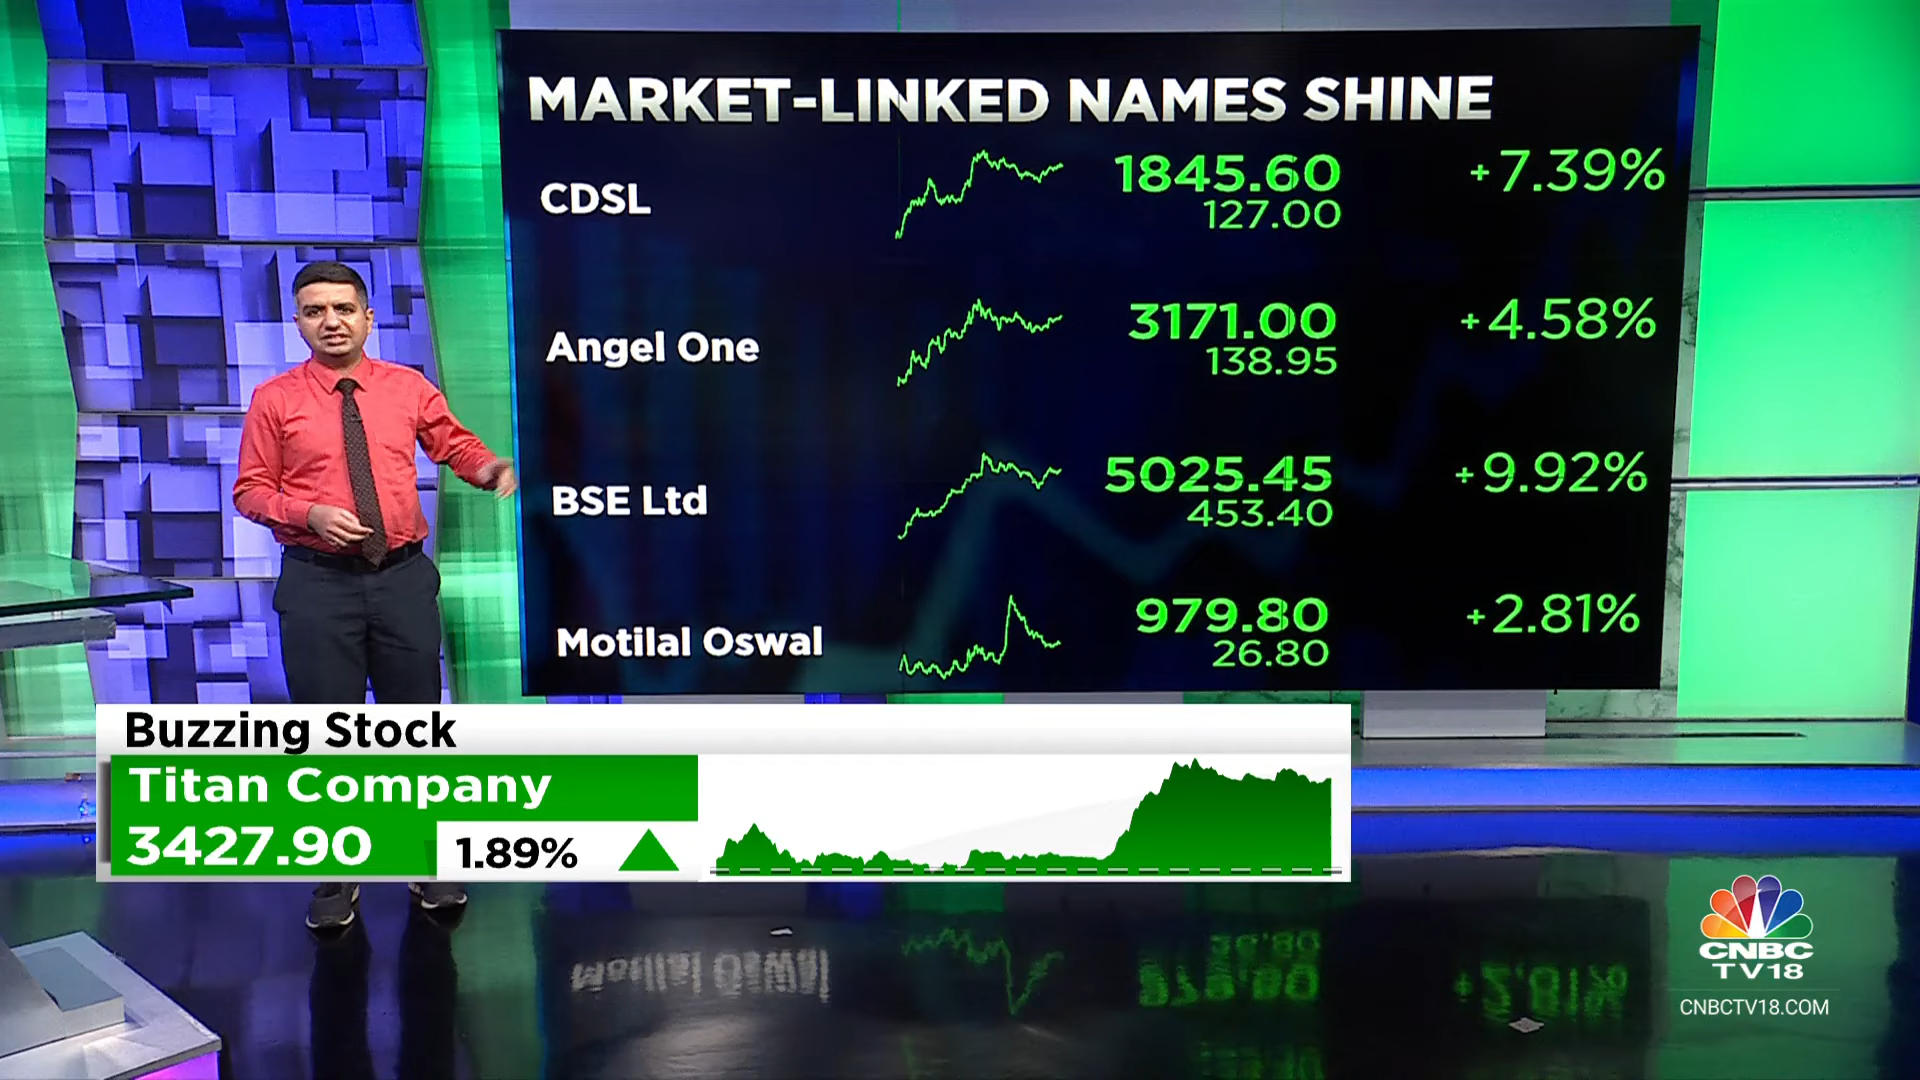 MARKET-LINKED NAMES SHINE
CDSL 1845.60 +7.39%
127.00
Angel One 3171.00 +4.58%
138.95
BSE Ltd 5025.45 +9.92%
453.40
Motilal Oswal 979.80 +2.81%
26.80
Buzzing Stock
Titan Company
3427.90 1.89%
CNBC
TV18
CNBCTV18.COM